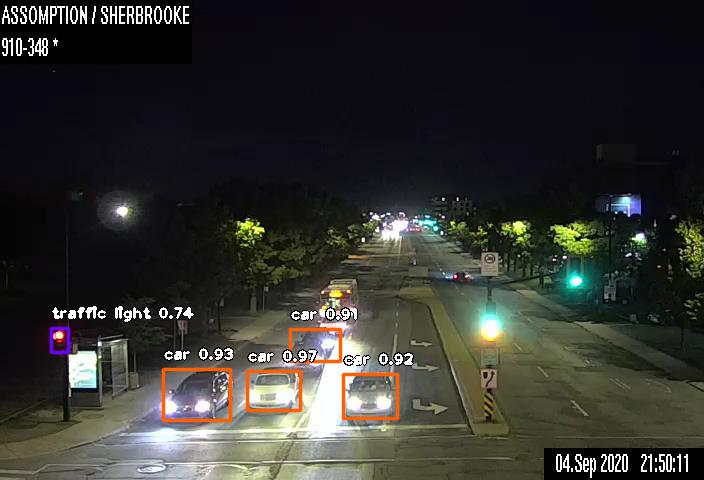 ASSOMPTION / SHERBROOKE
910-348 *
traffic light 0.74
car 0.91
car 0.93
car 0.97
car 0.92
04.Sep 2020 21:50:11